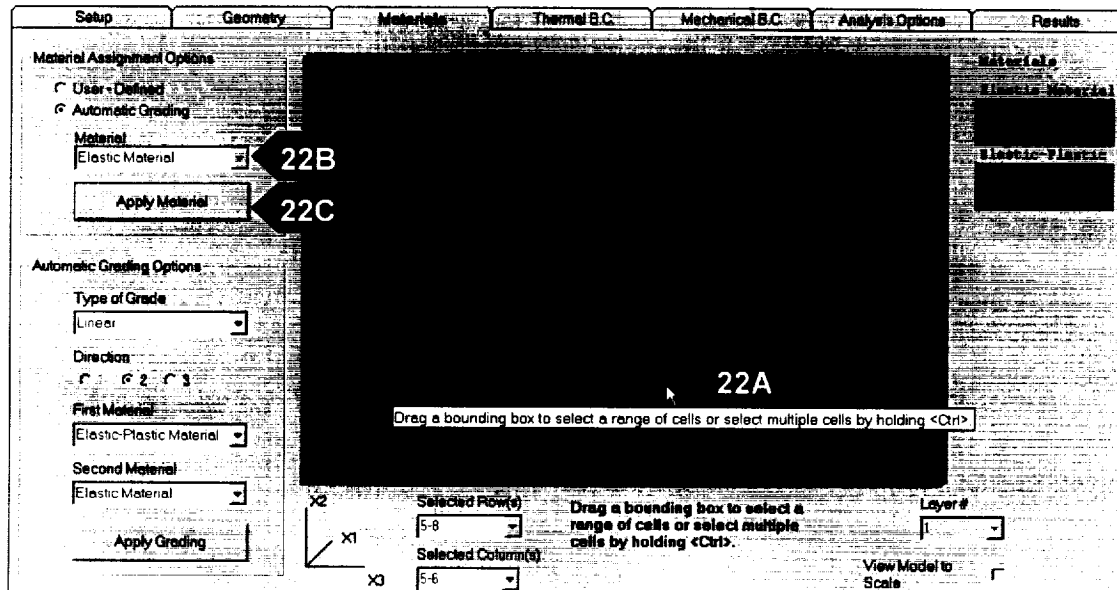 Setup
Geometry
Materials
Thermal B.C.
Mechanical B.C.
Analysis Options
Results
Material Assignment Options
User-Defined
Automatic Grading
Material
Elastic Material
22B
Apply Material
22C
Automatic Grading Options
Type of Grade
Linear
Direction
2 3
First Material
Elastic-Plastic Material
Second Material
Elastic Material
Apply Grading
22A
Drag a bounding box to select a range of cells or select multiple cells by holding <Ctrl>
X2
X1
X3
Selected Row(s)
5-8
Selected Column(s)
5-6
Drag a bounding box to select a
range of cells or select multiple
cells by holding <Ctrl>.
Layer #
1
View Model to
Scale
Materials
Elastic Material
Elastic-Plastic